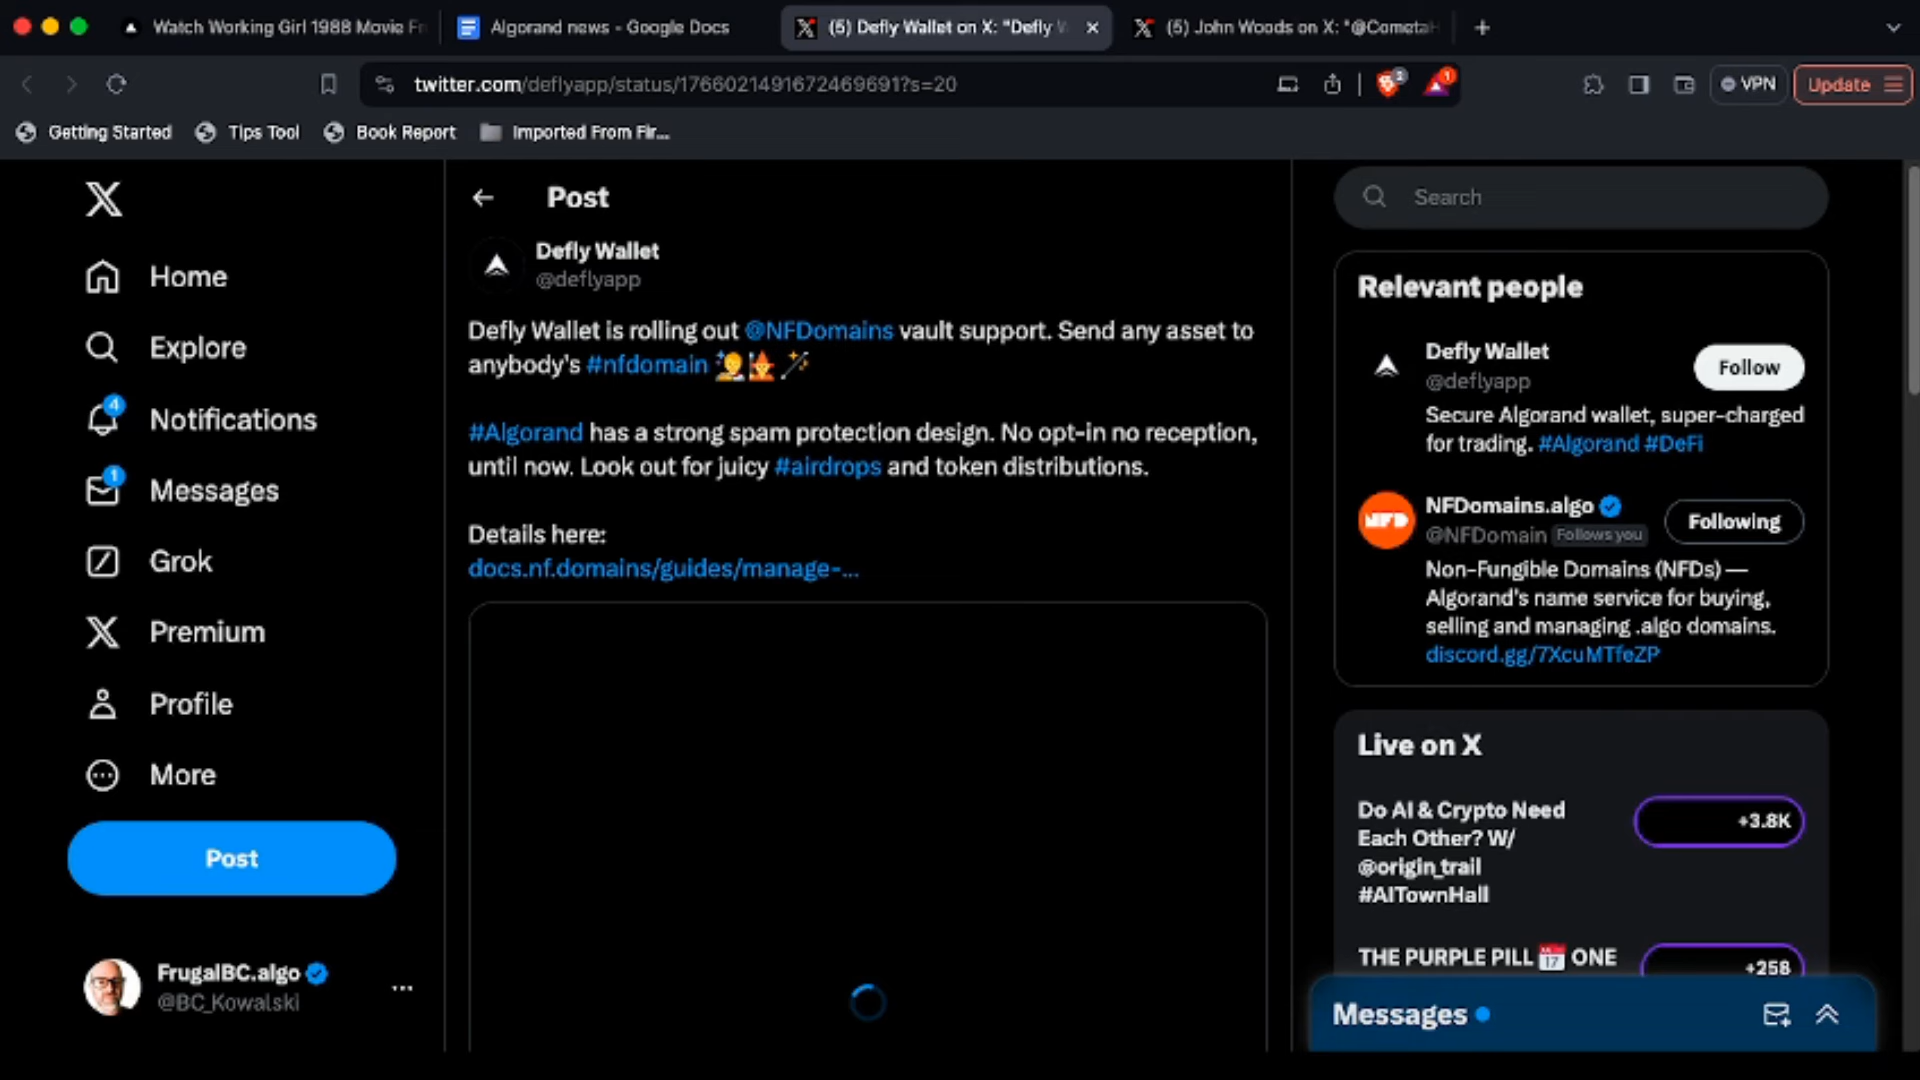 Watch Working Girl 1988 Movie Fr
Algorand news - Google Docs
(5) Defly Wallet on X: "Defly W
(5) John Woods on X: "@Cometa
twitter.com/deflyapp/status/1766021491672469691?s=20
2
1
VPN
Update
Getting Started
Tips Tool
Book Report
Imported From Fir...
Home
Explore
4
Notifications
1
Messages
Grok
Premium
Profile
More
Post
FrugalBC.algo
@BC_Kowalski
Post
Defly Wallet
@deflyapp
Defly Wallet is rolling out @NFDomains vault support. Send any asset to
anybody's #nfdomain
#Algorand has a strong spam protection design. No opt-in no reception,
until now. Look out for juicy #airdrops and token distributions.
Details here:
docs.nf.domains/guides/manage-...
Search
Relevant people
Defly Wallet
@deflyapp
Follow
Secure Algorand wallet, super-charged
for trading. #Algorand #DeFi
NFD
NFDomains.algo
@NFDomain Follows you
Following
Non-Fungible Domains (NFDs) —
Algorand's name service for buying,
selling and managing .algo domains.
discord.gg/7XcuMTfeZP
Live on X
Do AI & Crypto Need
Each Other? W/
@origin_trail
#AITownHall
+3.8K
THE PURPLE PILL 📅 ONE
+258
Messages